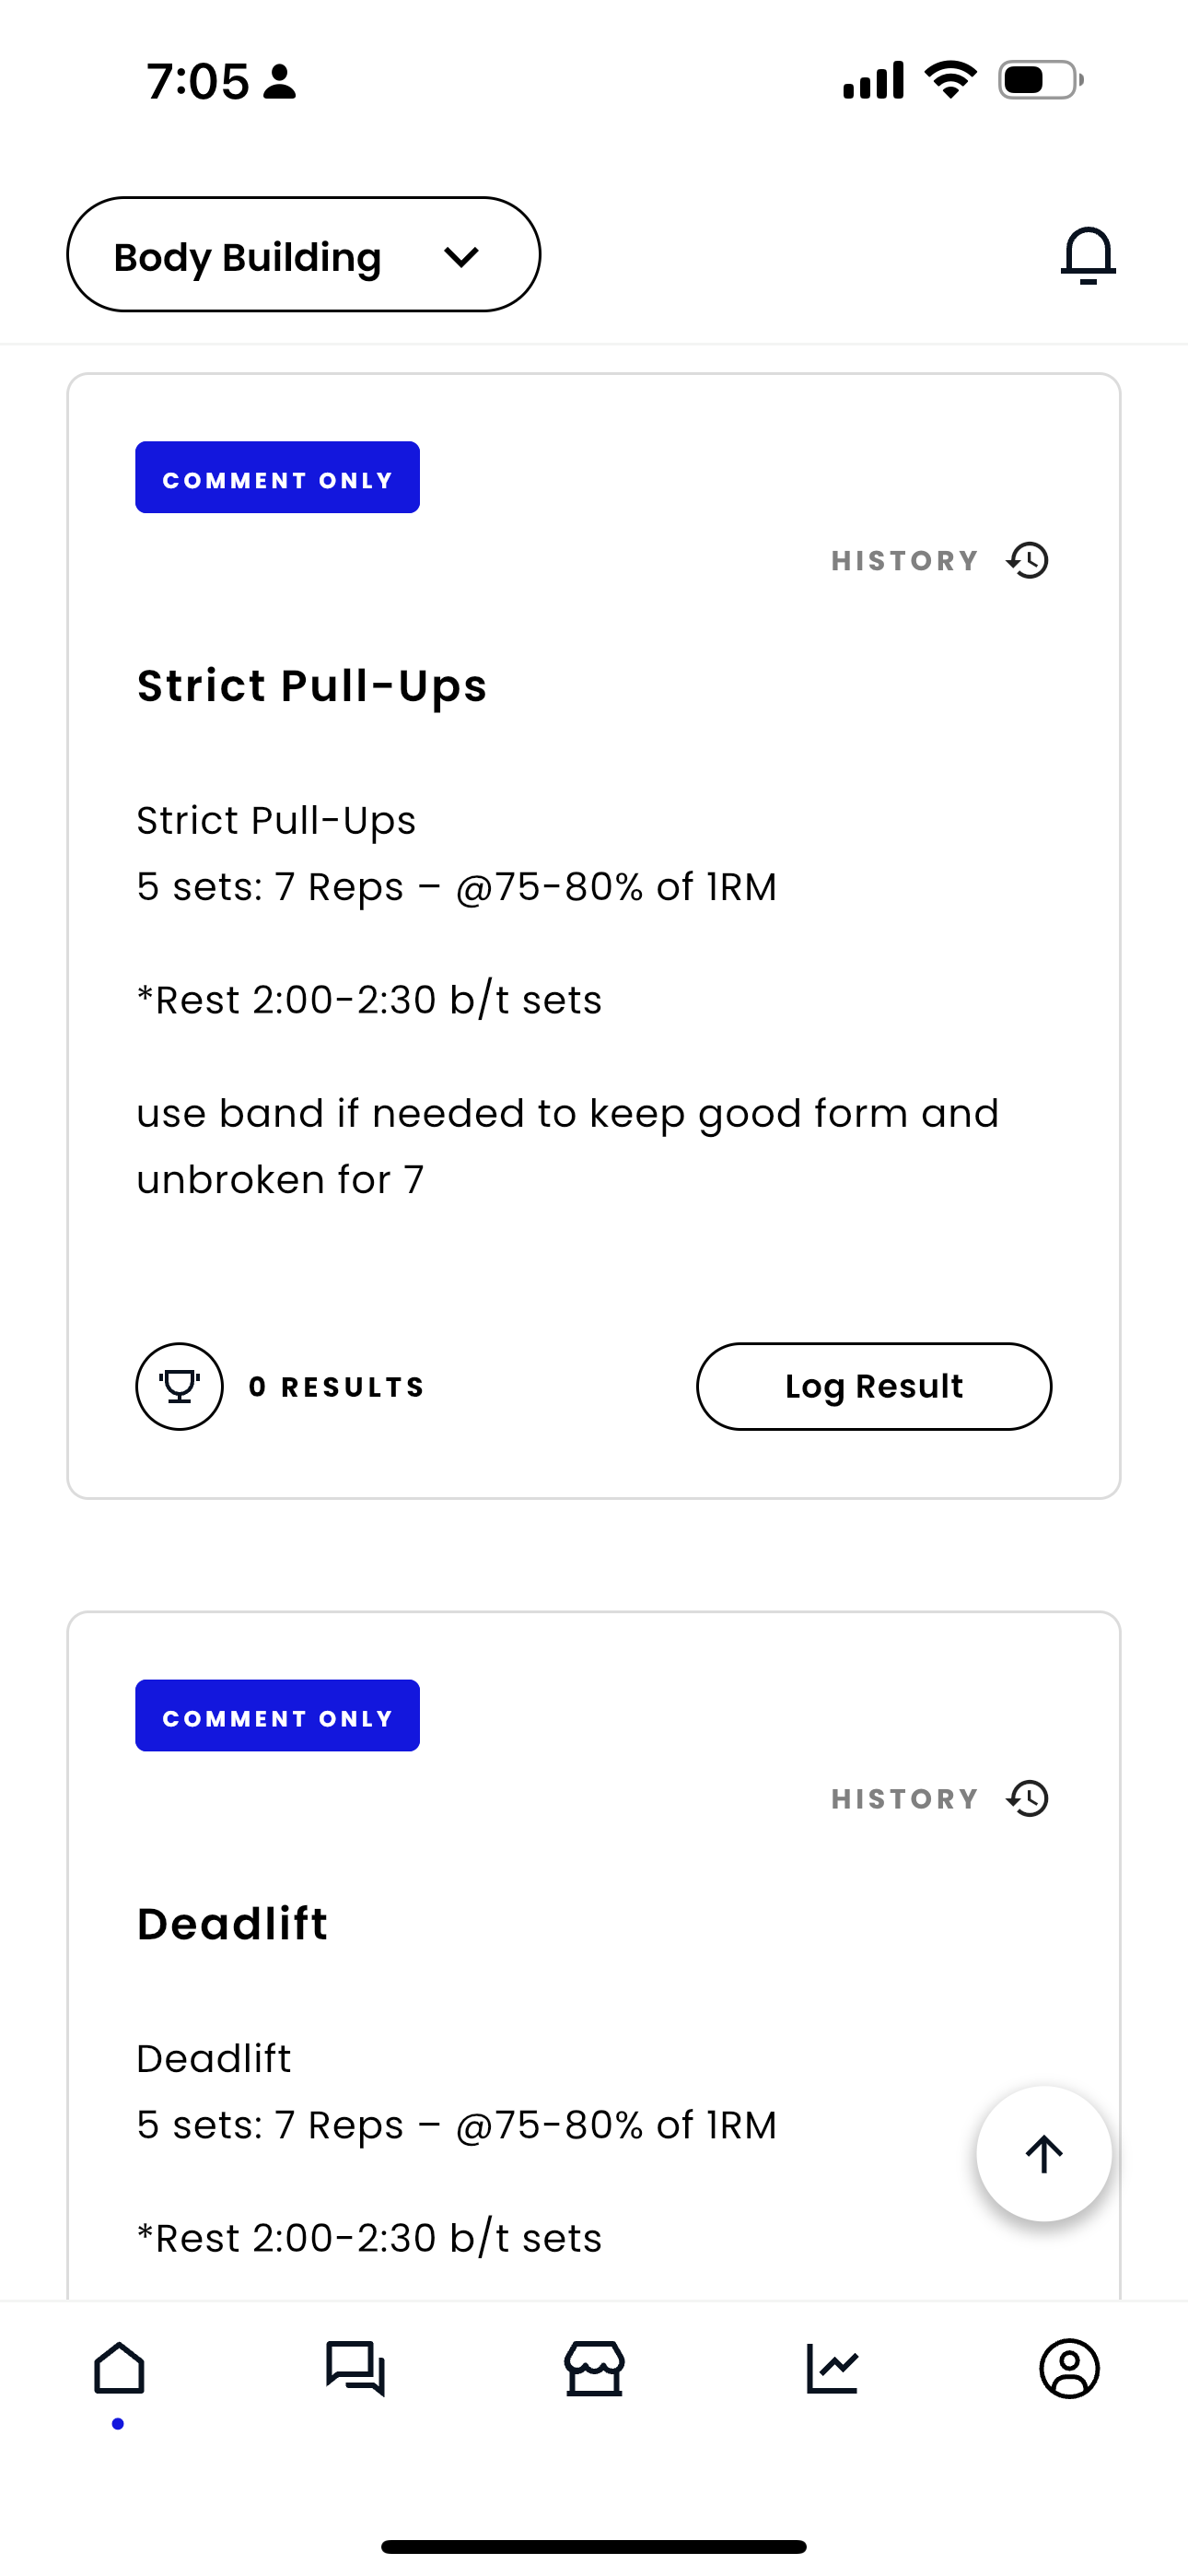 7:05
Body Building
COMMENT ONLY
HISTORY
Strict Pull-Ups
Strict Pull-Ups
5 sets: 7 Reps – @75-80% of 1RM
*Rest 2:00-2:30 b/t sets
use band if needed to keep good form and
unbroken for 7
0 RESULTS
Log Result
COMMENT ONLY
HISTORY
Deadlift
Deadlift
5 sets: 7 Reps – @75-80% of 1RM
*Rest 2:00-2:30 b/t sets